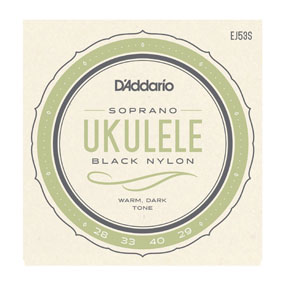 EJ53S
D'Addario
SOPRANO
UKULELE
BLACK NYLON
WARM, DARK
TONE
28 33 40 29